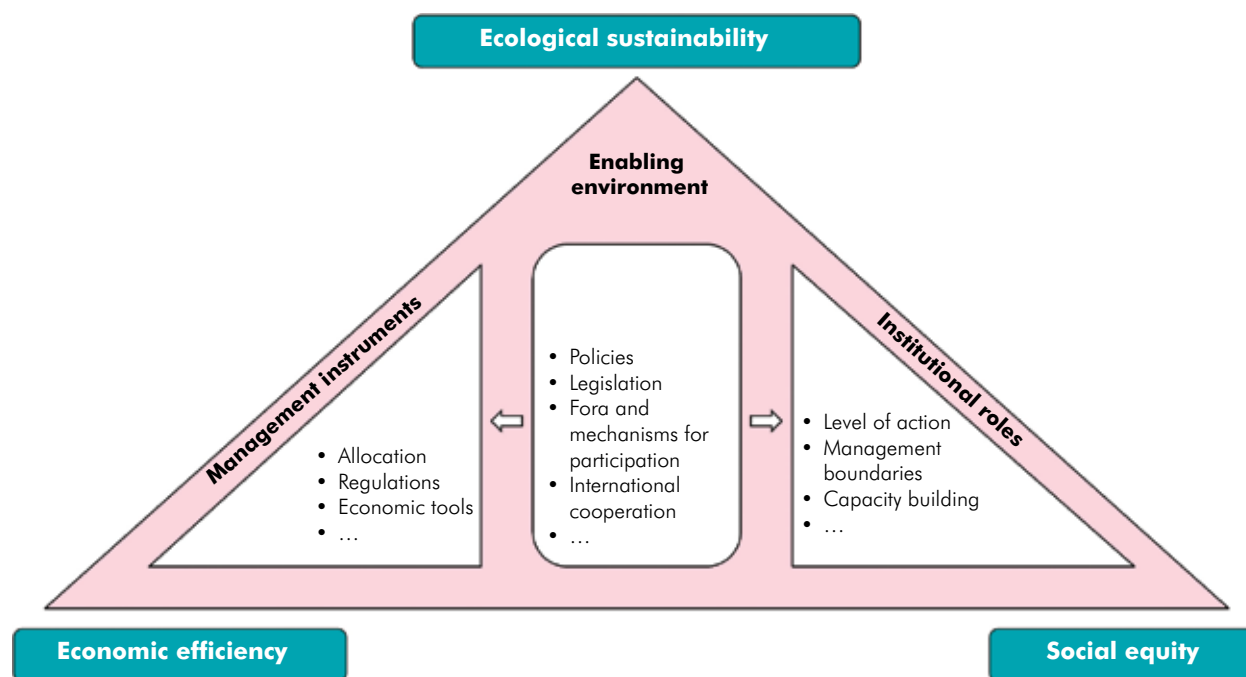 Ecological sustainability
Enabling
environment
Management instruments
• Allocation
• Regulations
• Economic tools
• ...
• Policies
• Legislation
• Fora and
mechanisms for
participation
• International
cooperation
• ...
Institutional roles
• Level of action
• Management
boundaries
• Capacity building
• ...
Economic efficiency
Social equity